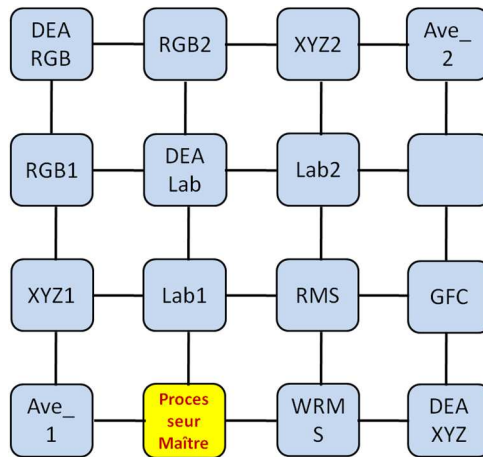 DEA
RGB
RGB2
XYZ2
Ave_
2
RGB1
DEA
Lab
Lab2
XYZ1
Lab1
RMS
GFC
Ave_
1
Proces
seur
Maître
WRM
S
DEA
XYZ